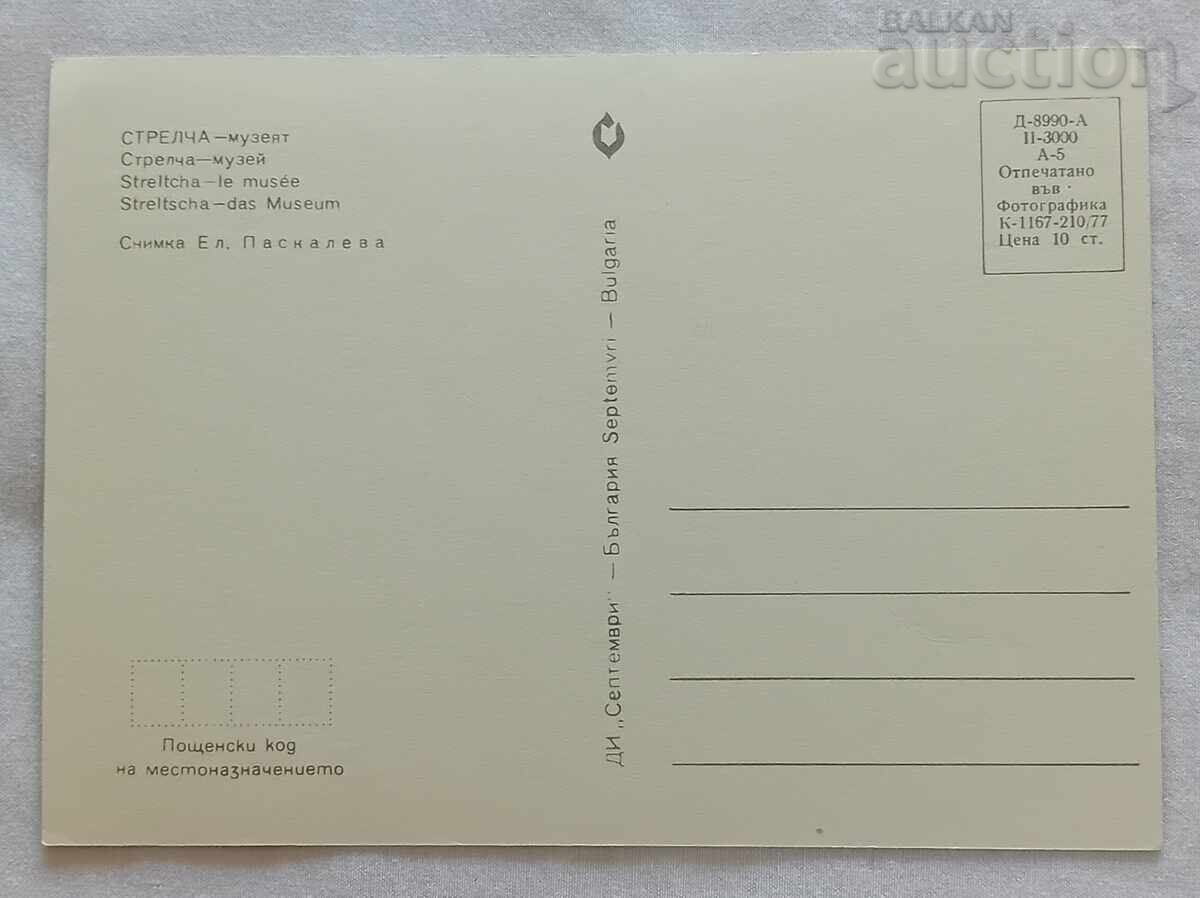 BALKAN
auction
СТРЕЛЧА—музеят
Стрелча—музей
Streltcha—le musée
Streltscha—das Museum
Снимка Ел. Паскалева
Пощенски код
на местоназначението
ДИ „Септември" — България Septemvri — Bulgaria
Д-8990-А
II-3000
А-5
Отпечатано
във
Фотографика
К-1167-210/77
Цена 10 ст.